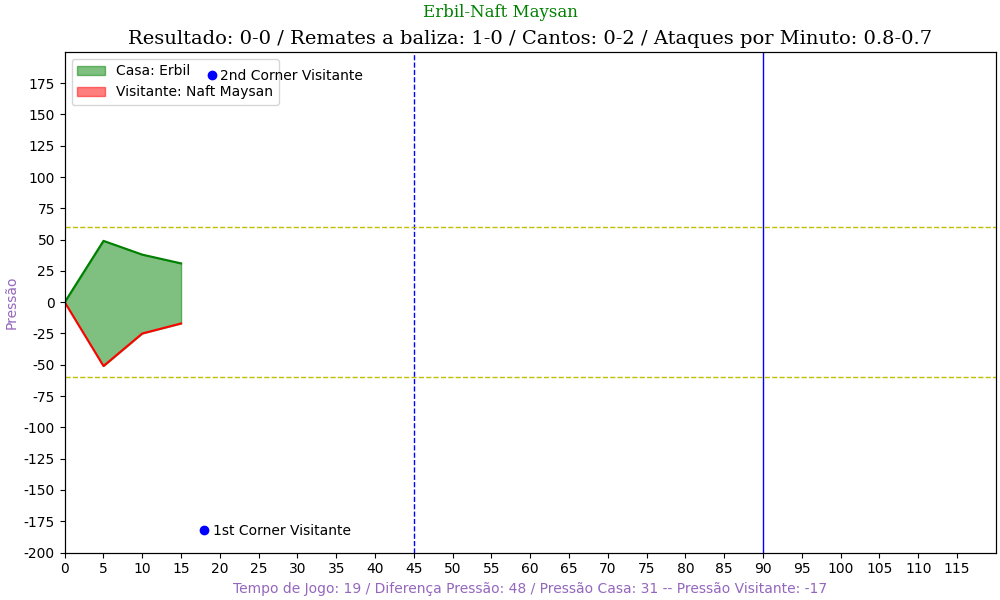 Erbil-Naft Maysan
Resultado: 0-0 / Remates a baliza: 1-0 / Cantos: 0-2 / Ataques por Minuto: 0.8-0.7
Casa: Erbil
Visitante: Naft Maysan
2nd Corner Visitante
1st Corner Visitante
Pressão
175
150
125
100
75
50
25
0
-25
-50
-75
-100
-125
-150
-175
-200
0 5 10 15 20 25 30 35 40 45 50 55 60 65 70 75 80 85 90 95 100 105 110 115
Tempo de Jogo: 19 / Diferença Pressão: 48 / Pressão Casa: 31 -- Pressão Visitante: -17